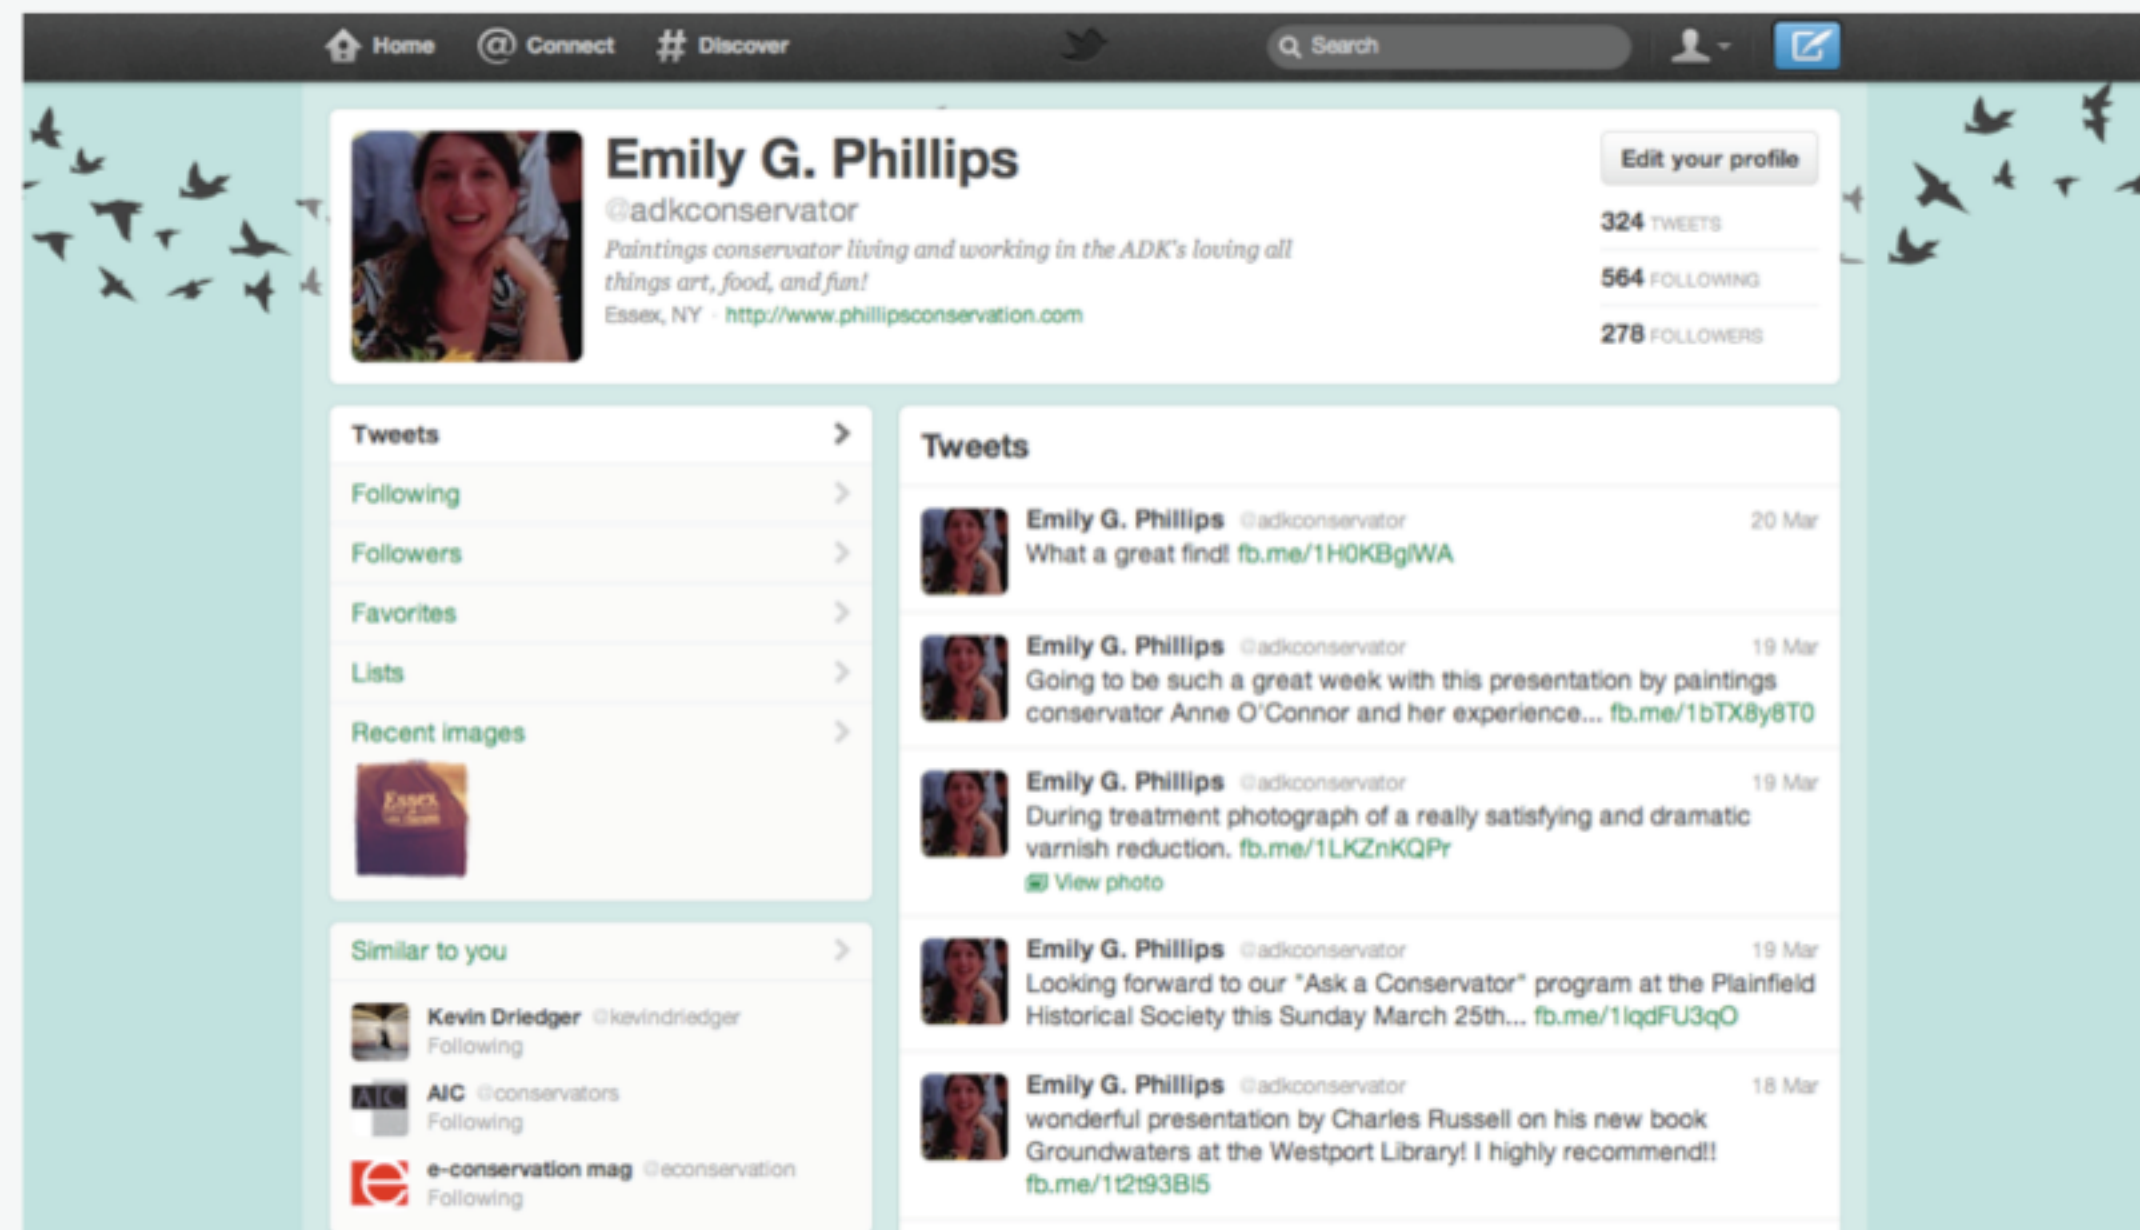 Home
Connect
Discover
Search
Emily G. Phillips
@adkconservator
Paintings conservator living and working in the ADK's loving all
things art, food, and fun!
Essex, NY · http://www.phillipsconservation.com
Edit your profile
324 TWEETS
564 FOLLOWING
278 FOLLOWERS
Tweets
Following
Followers
Favorites
Lists
Recent images
Essex
Similar to you
Kevin Driedger @kevindriedger
Following
AIC
AIC @conservators
Following
e-conservation mag @econservation
Following
Tweets
Emily G. Phillips @adkconservator 20 Mar
What a great find! fb.me/1H0KBglWA
Emily G. Phillips @adkconservator 19 Mar
Going to be such a great week with this presentation by paintings
conservator Anne O'Connor and her experience... fb.me/1bTX8y8T0
Emily G. Phillips @adkconservator 19 Mar
During treatment photograph of a really satisfying and dramatic
varnish reduction. fb.me/1LKZnKQPr
View photo
Emily G. Phillips @adkconservator 19 Mar
Looking forward to our "Ask a Conservator" program at the Plainfield
Historical Society this Sunday March 25th... fb.me/1lqdFU3qO
Emily G. Phillips @adkconservator 18 Mar
wonderful presentation by Charles Russell on his new book
Groundwaters at the Westport Library! I highly recommend!!
fb.me/1t2t93Bl5